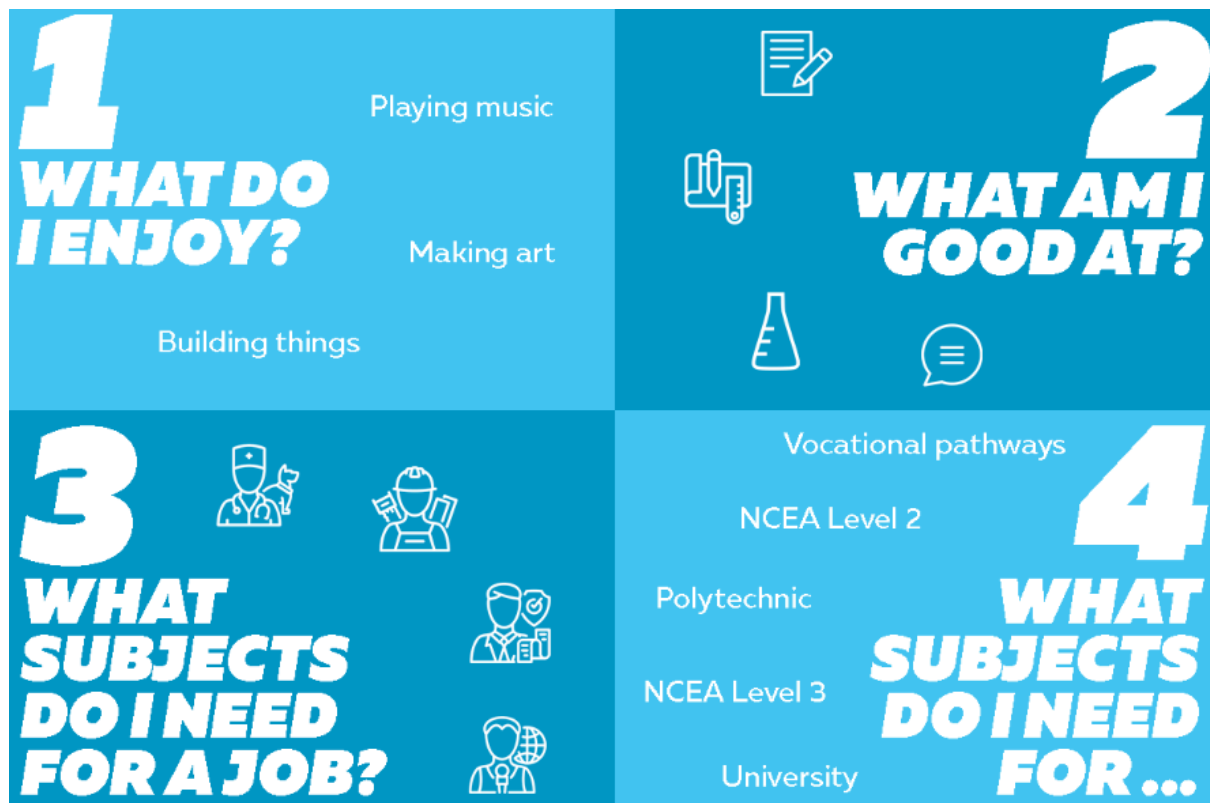 1
WHAT DO
I ENJOY?
Playing music
Making art
Building things
2
WHAT AM I
GOOD AT?
3
WHAT
SUBJECTS
DO I NEED
FOR A JOB?
4
WHAT
SUBJECTS
DO I NEED
FOR ...
Vocational pathways
NCEA Level 2
Polytechnic
NCEA Level 3
University